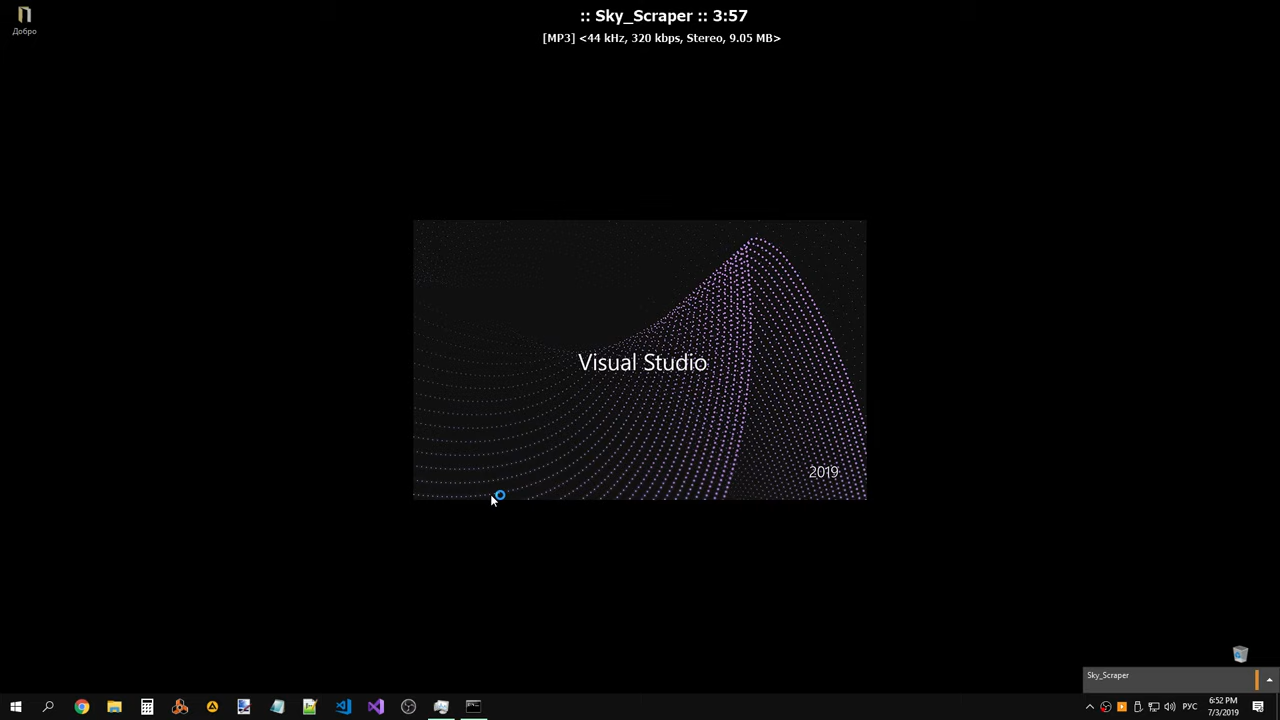 :: Sky_Scraper :: 3:57
[MP3] <44 kHz, 320 kbps, Stereo, 9.05 MB>
Добро
Visual Studio
2019
Sky_Scraper
РУС
6:52 PM
7/3/2019